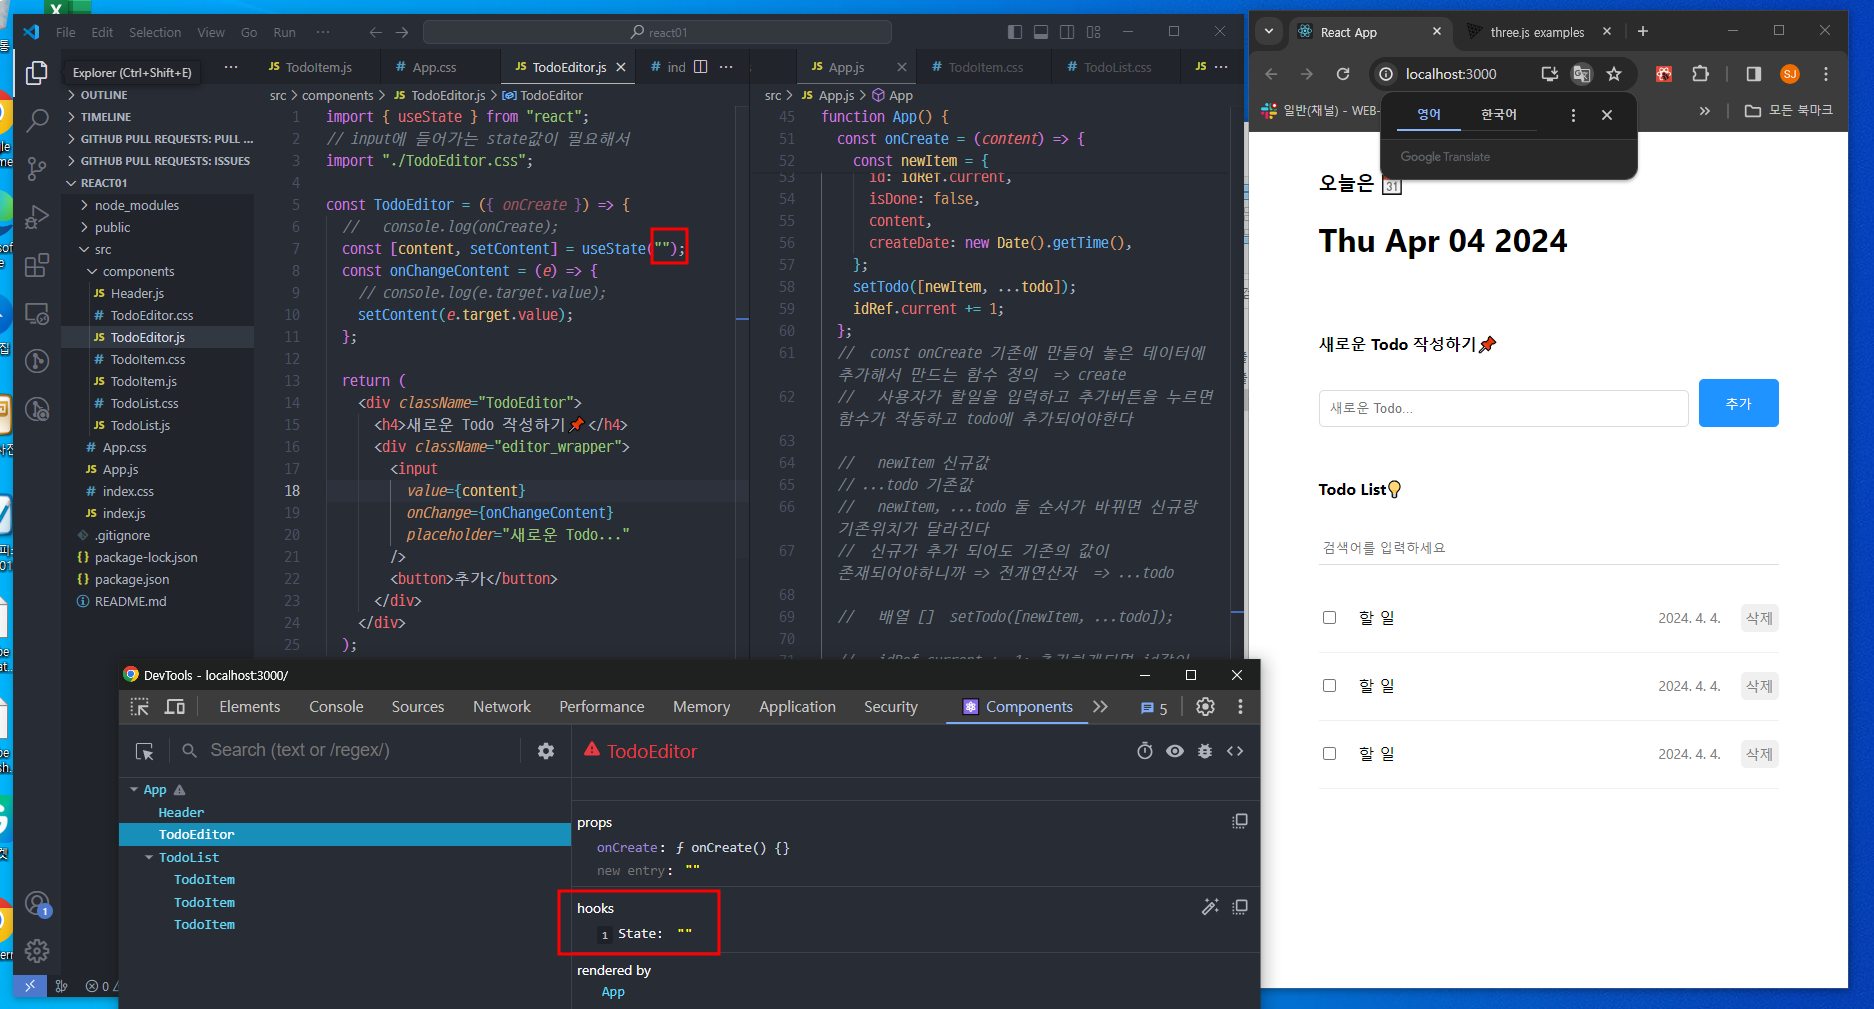 File Edit Selection View Go Run ···
react01
Explorer (Ctrl+Shift+E)
OUTLINE
TIMELINE
GITHUB PULL REQUESTS: PULL ...
GITHUB PULL REQUESTS: ISSUES
REACT01
node_modules
public
src
components
JS Header.js
# TodoEditor.css
JS TodoEditor.js
# TodoItem.css
JS TodoItem.js
# TodoList.css
JS TodoList.js
# App.css
JS App.js
# index.css
JS index.js
.gitignore
{} package-lock.json
{} package.json
README.md
1
0
JS TodoItem.js # App.css JS TodoEditor.js # ind
src > components > JS TodoEditor.js > TodoEditor
1 import { useState } from "react";
2 // input에 들어가는 state값이 필요해서
3 import "./TodoEditor.css";
4
5 const TodoEditor = ({ onCreate }) => {
6 // console.log(onCreate);
7 const [content, setContent] = useState("");
8 const onChangeContent = (e) => {
9 // console.log(e.target.value);
10 setContent(e.target.value);
11 };
12
13 return (
14 <div className="TodoEditor">
15 <h4>새로운 Todo 작성하기📌</h4>
16 <div className="editor_wrapper">
17 <input
18 value={content}
19 onChange={onChangeContent}
20 placeholder="새로운 Todo..."
21 />
22 <button>추가</button>
23 </div>
24 </div>
25 );
JS App.js # TodoItem.css # TodoList.css JS ···
src > JS App.js > App
45 function App() {
51 const onCreate = (content) => {
52 const newItem = {
53 id: idRef.current,
54 isDone: false,
55 content,
56 createDate: new Date().getTime(),
57 };
58 setTodo([newItem, ...todo]);
59 idRef.current += 1;
60 };
61 // const onCreate 기존에 만들어 놓은 데이터에
추가해서 만드는 함수 정의 => create
62 // 사용자가 할일을 입력하고 추가버튼을 누르면
함수가 작동하고 todo에 추가되어야한다
63
64 // newItem 신규값
65 // ...todo 기존값
66 // newItem, ...todo 둘 순서가 바뀌면 신규랑
기존위치가 달라진다
67 // 신규가 추가 되어도 기존의 값이
존재되어야하니까 => 전개연산자 => ...todo
68
69 // 배열 [] setTodo([newItem, ...todo]);
70
DevTools - localhost:3000/
Elements Console Sources Network Performance Memory Application Security Components 5
Search (text or /regex/)
TodoEditor
App
Header
TodoEditor
TodoList
TodoItem
TodoItem
TodoItem
props
onCreate: ƒ onCreate() {}
new entry: ""
hooks
1 State: ""
rendered by
App
React App
three.js examples
localhost:3000
SJ
일반(채널) - WEB-
모든 북마크
영어 한국어
Google Translate
오늘은 📅
31
Thu Apr 04 2024
새로운 Todo 작성하기📌
새로운 Todo...
추가
Todo List💡
검색어를 입력하세요
할 일 2024. 4. 4. 삭제
할 일 2024. 4. 4. 삭제
할 일 2024. 4. 4. 삭제